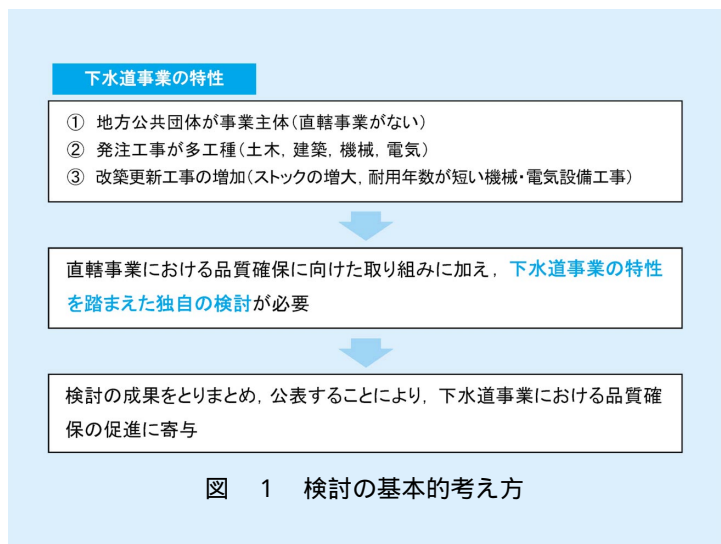 下水道事業の特性
① 地方公共団体が事業主体(直轄事業がない)
② 発注工事が多工種(土木, 建築, 機械, 電気)
③ 改築更新工事の増加(ストックの増大, 耐用年数が短い機械・電気設備工事)
直轄事業における品質確保に向けた取り組みに加え, 下水道事業の特性
を踏まえた独自の検討が必要
検討の成果をとりまとめ, 公表することにより, 下水道事業における品質確
保の促進に寄与
図 1 検討の基本的考え方